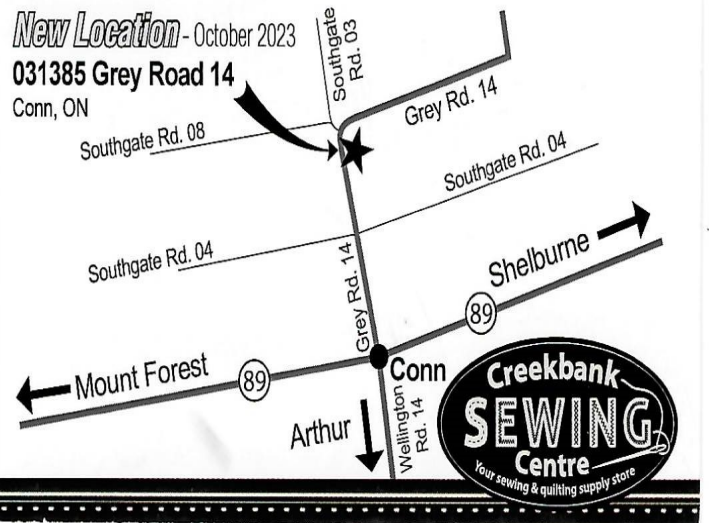 New Location - October 2023
031385 Grey Road 14
Conn, ON
Southgate
Rd. 03
Grey Rd. 14
Southgate Rd. 08
Southgate Rd. 04
Southgate Rd. 04
Grey Rd. 14
Shelburne
89
Mount Forest
89
Conn
Arthur
Wellington
Rd. 14
Creekbank
SEWING
Centre
Your sewing & quilting supply store